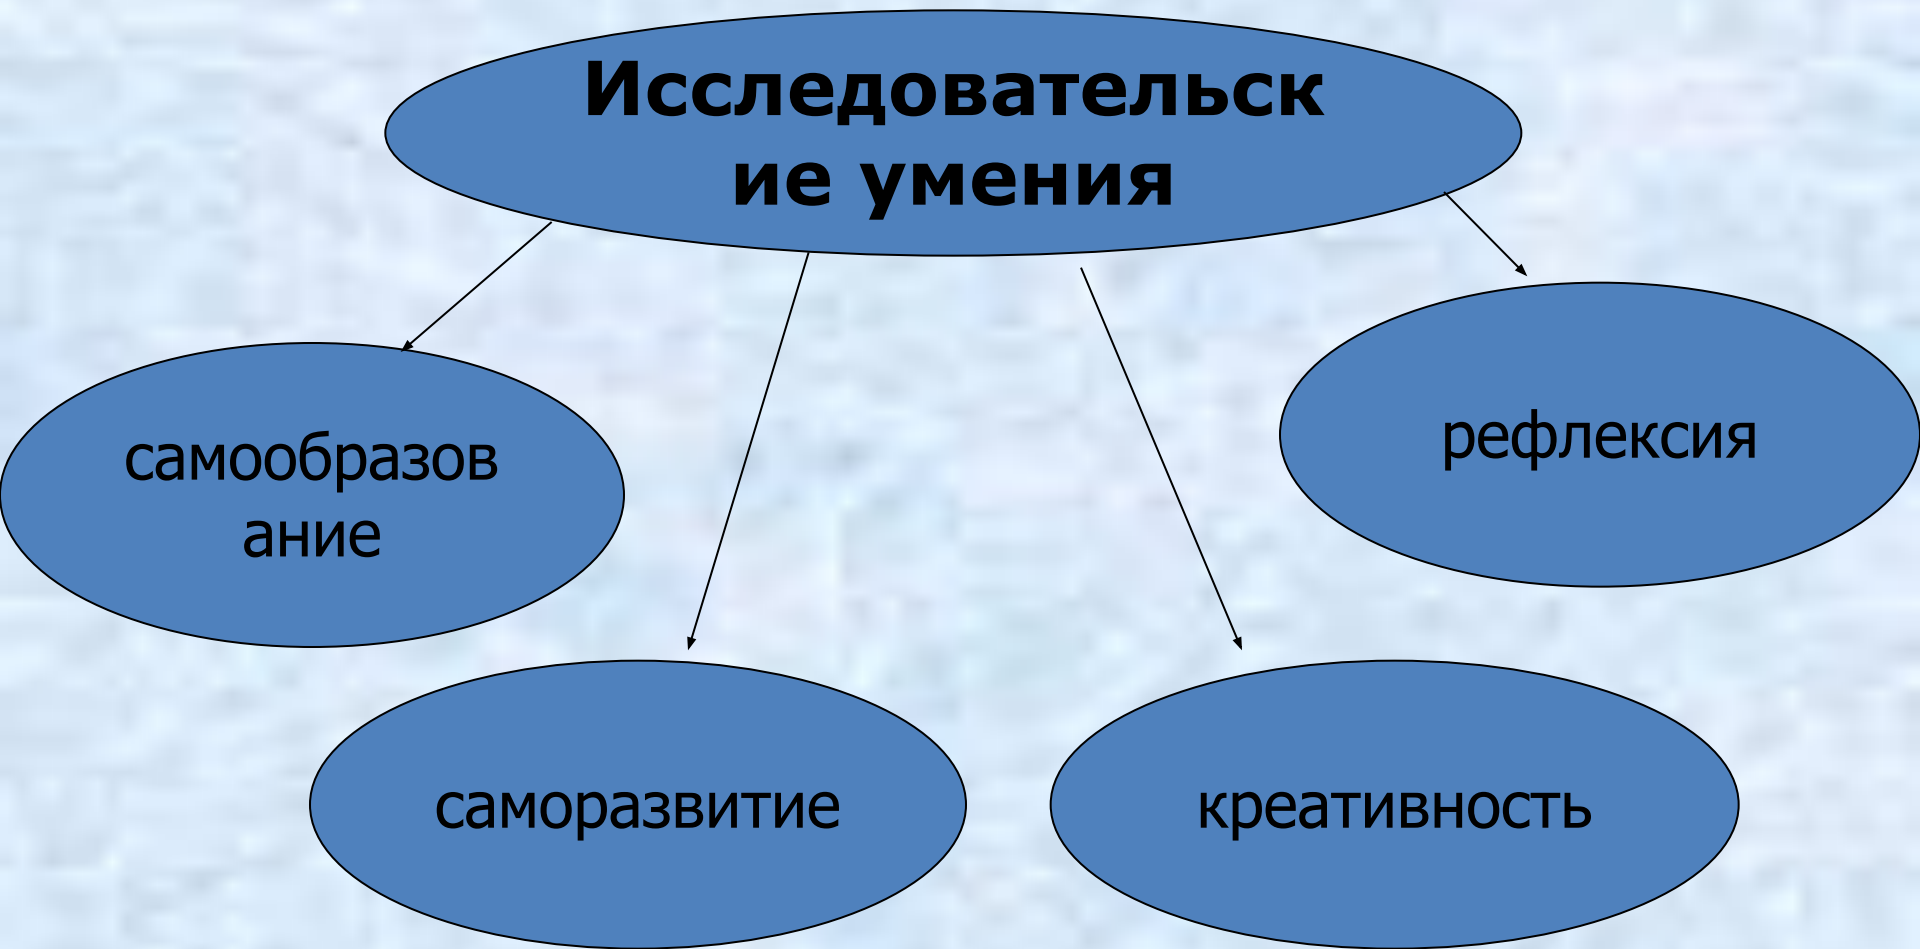 Исследовательск
ие умения
самообразов
ание
рефлексия
саморазвитие
креативность